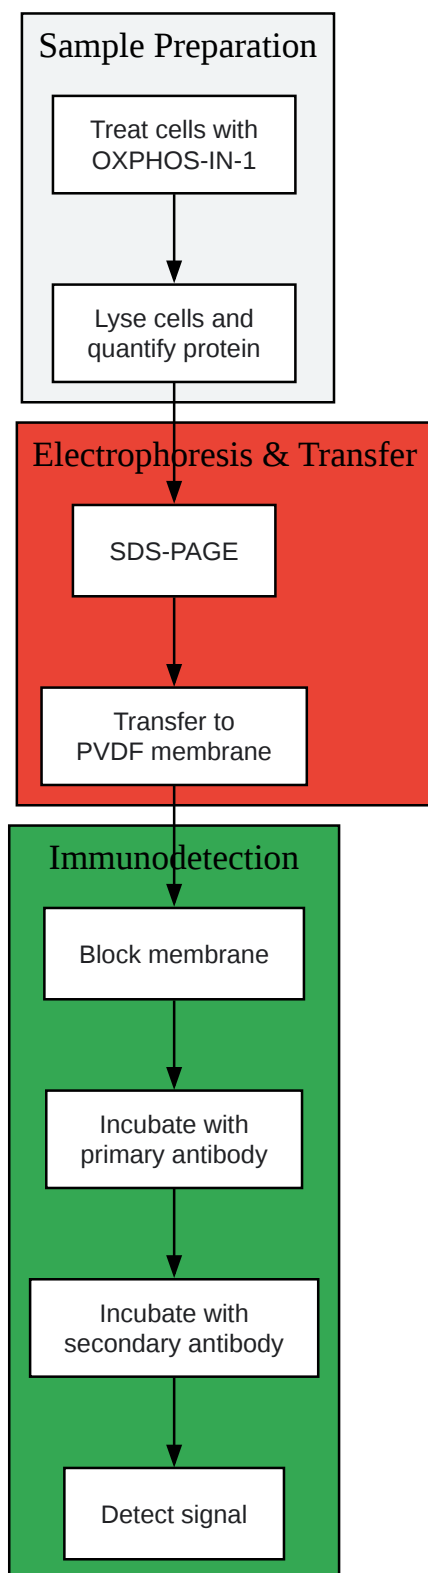 Sample Preparation
Treat cells with
OXPHOS-IN-1
Lyse cells and
quantify protein
Electrophoresis & Transfer
SDS-PAGE
Transfer to
PVDF membrane
Immunodetection
Block membrane
Incubate with
primary antibody
Incubate with
secondary antibody
Detect signal